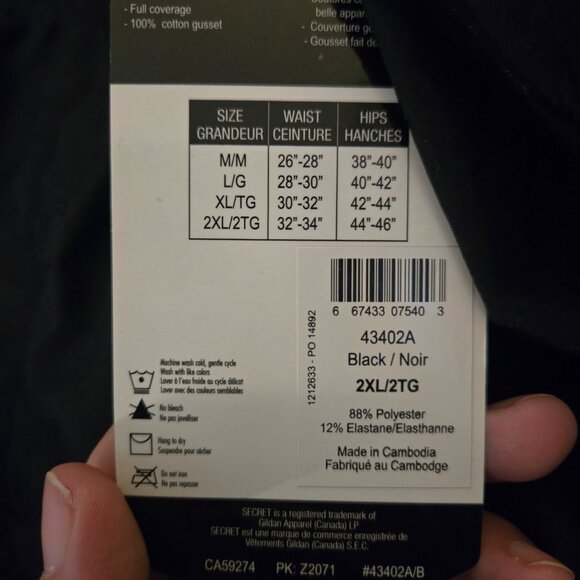 - Full coverage
- 100% cotton gusset
belle appar
- Couverture
- Gousset fait de
SIZE GRANDEUR WAIST CEINTURE HIPS HANCHES
M/M 26"-28" 38"-40"
L/G 28"-30" 40"-42"
XL/TG 30"-32" 42"-44"
2XL/2TG 32"-34" 44"-46"
6 67433 07540 3
1212633 - PO 14892
43402A
Black / Noir
2XL/2TG
88% Polyester
12% Elastane/Elasthanne
Made in Cambodia
Fabriqué au Cambodge
Machine wash cold, gentle cycle
Wash with like colors
Laver à l'eau froide au cycle délicat
Laver avec des couleurs semblables
No bleach
Ne pas javelliser
Hang to dry
Suspendre pour sécher
Do not iron
Ne pas repasser
SECRET is a registered trademark of
Gildan Apparel (Canada) LP
SECRET est une marque de commerce enregistrée de
Vêtements Gildan (Canada) S.E.C.
CA59274 PK: Z2071 #43402A/B